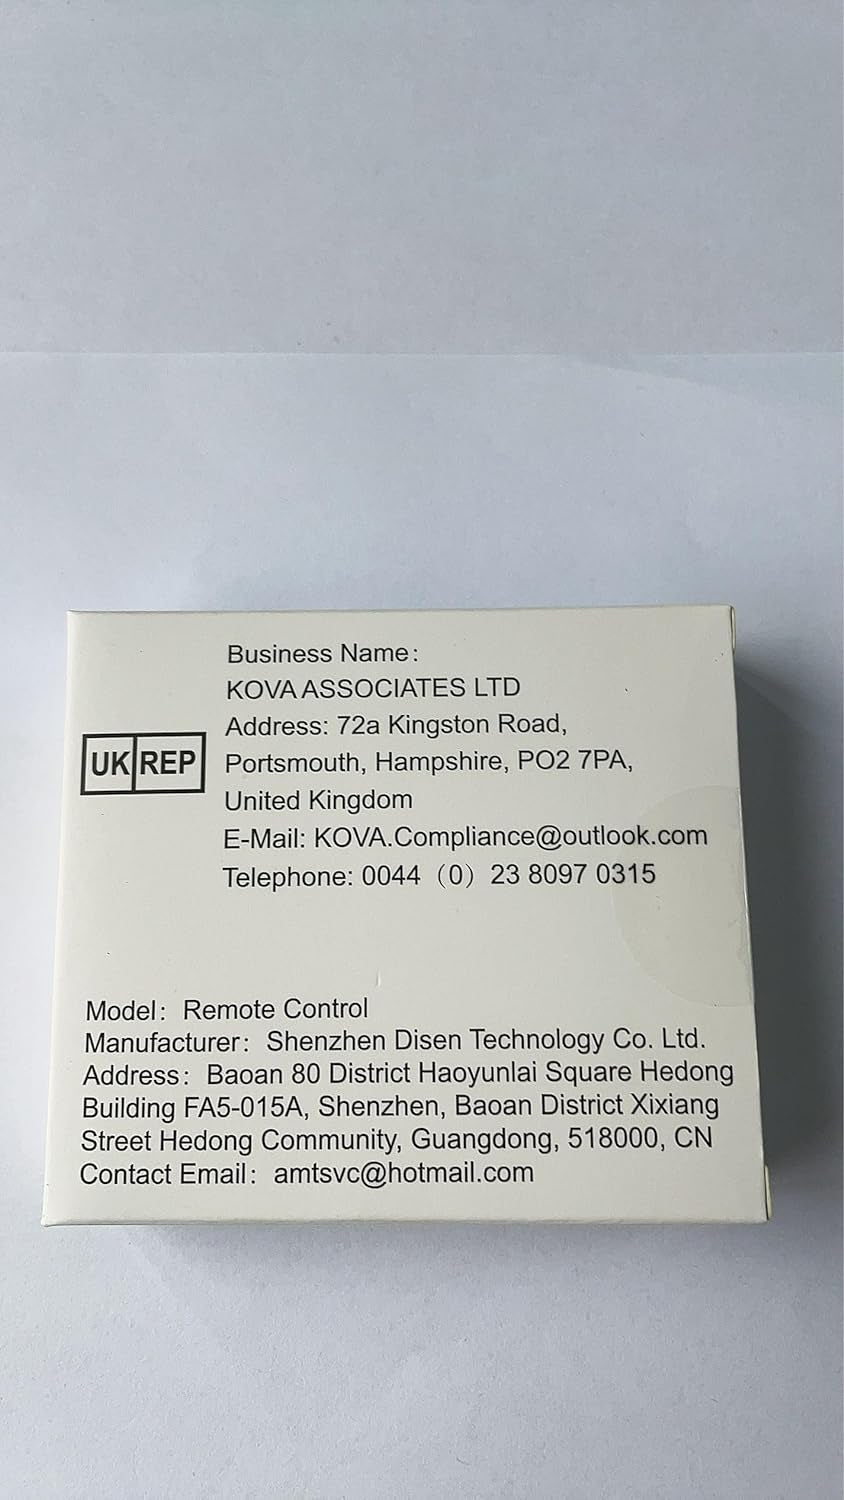 Business Name:
KOVA ASSOCIATES LTD
Address: 72a Kingston Road,
UK REP
Portsmouth, Hampshire, PO2 7PA,
United Kingdom
E-Mail: KOVA.Compliance@outlook.com
Telephone: 0044（0）23 8097 0315
Model: Remote Control
Manufacturer: Shenzhen Disen Technology Co. Ltd.
Address: Baoan 80 District Haoyunlai Square Hedong
Building FA5-015A, Shenzhen, Baoan District Xixiang
Street Hedong Community, Guangdong, 518000, CN
Contact Email: amtsvc@hotmail.com